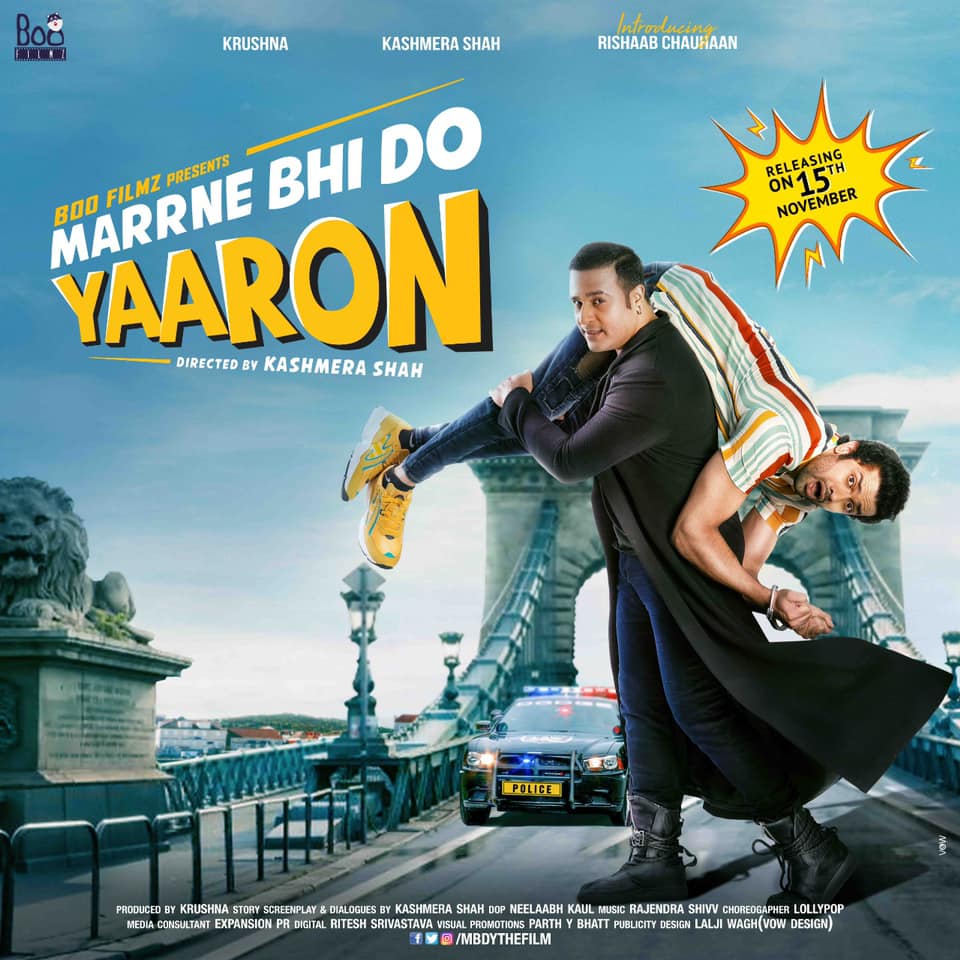 Boo
KRUSHNA
KASHMERA SHAH
Introducing
RISHAAB CHAUHAAN
BOO FILMZ PRESENTS
MARRNE BHI DO
YAARON
DIRECTED BY KASHMERA SHAH
RELEASING
ON 15TH
NOVEMBER
POLICE
VOW
PRODUCED BY KRUSHNA STORY SCREENPLAY & DIALOGUES BY KASHMERA SHAH DOP NEELAABH KAUL MUSIC RAJENDRA SHIVV CHOREOGAPHER LOLLYPOP
MEDIA CONSULTANT EXPANSION PR DIGITAL RITESH SRIVASTAVA VISUAL PROMOTIONS PARTH Y BHATT PUBLICITY DESIGN LALJI WAGH(VOW DESIGN)
/MBDYTHEFILM